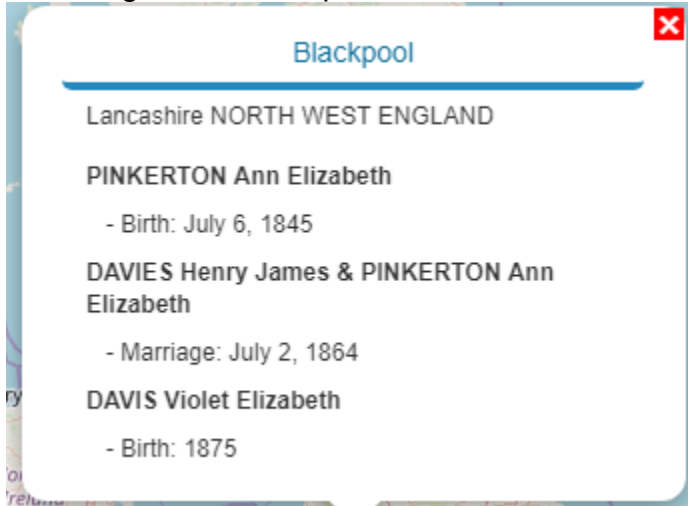 Blackpool
Lancashire NORTH WEST ENGLAND
PINKERTON Ann Elizabeth
- Birth: July 6, 1845
DAVIES Henry James & PINKERTON Ann
Elizabeth
- Marriage: July 2, 1864
DAVIS Violet Elizabeth
- Birth: 1875